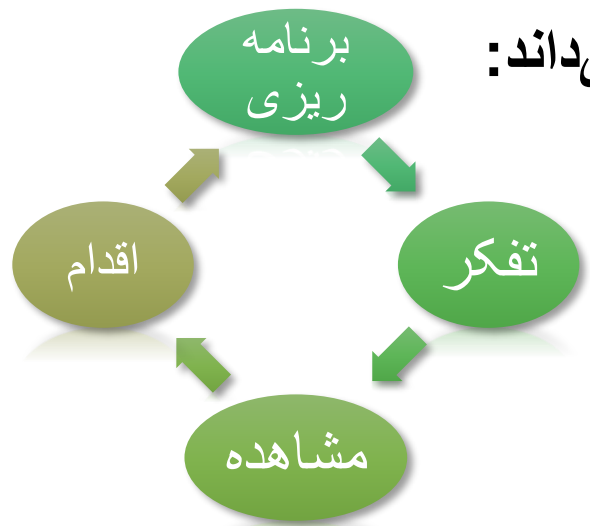 داند:
برنامه
ریزی
تفکر
مشاهده
اقدام